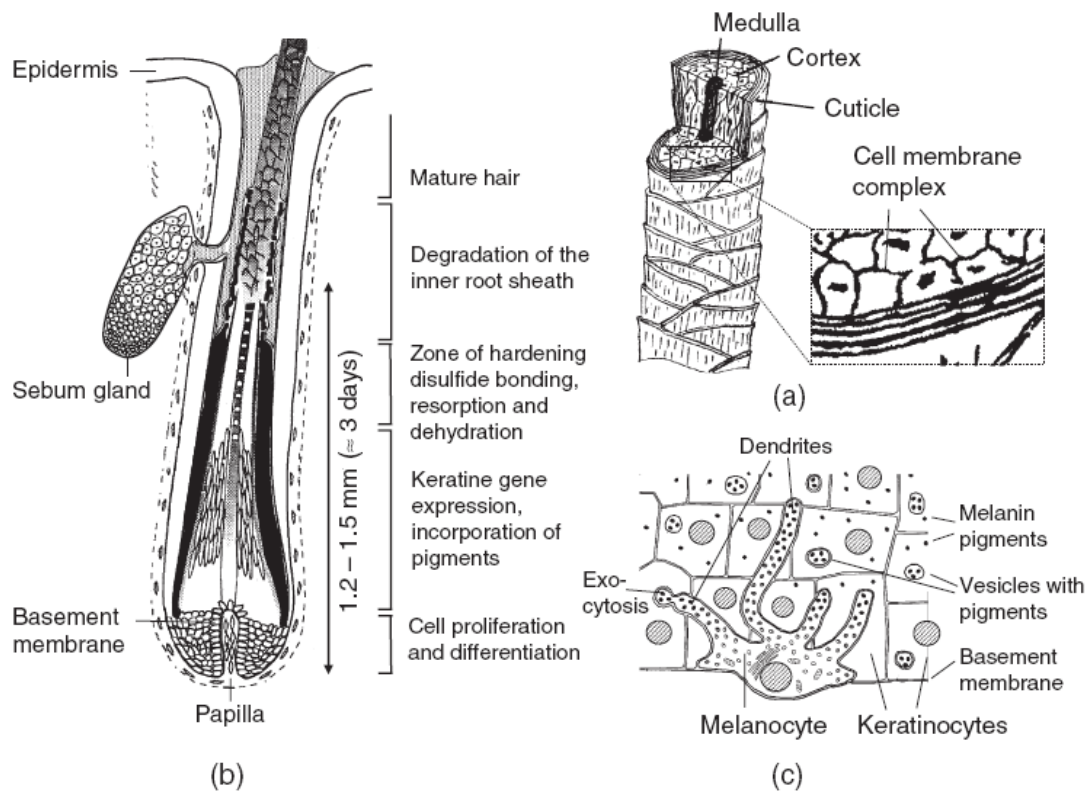 Epidermis
Sebum gland
Basement
membrane
Papilla
1.2 – 1.5 mm (≈ 3 days)
Mature hair
Degradation of the
inner root sheath
Zone of hardening
disulfide bonding,
resorption and
dehydration
Keratine gene
expression,
incorporation of
pigments
Cell proliferation
and differentiation
(b)
Medulla
Cortex
Cuticle
Cell membrane
complex
(a)
Dendrites
Melanin
pigments
Exo-
cytosis
Vesicles with
pigments
Basement
membrane
Melanocyte
Keratinocytes
(c)